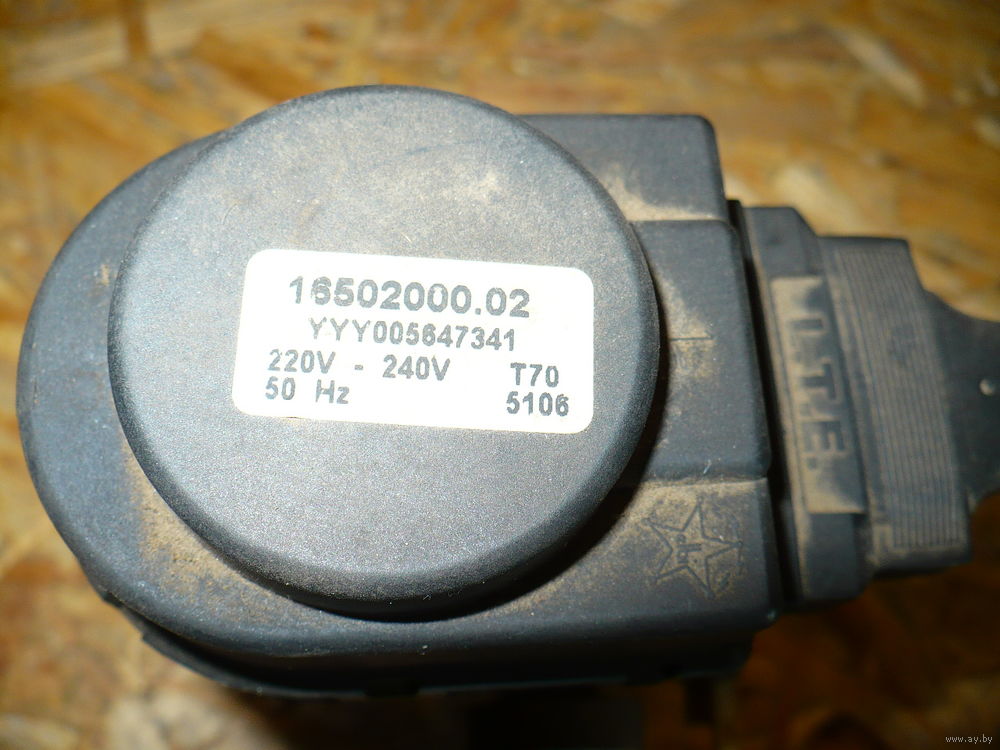 16502000.02
YYY005647341
220V - 240V T70
50 Hz 5106
www.ay.by